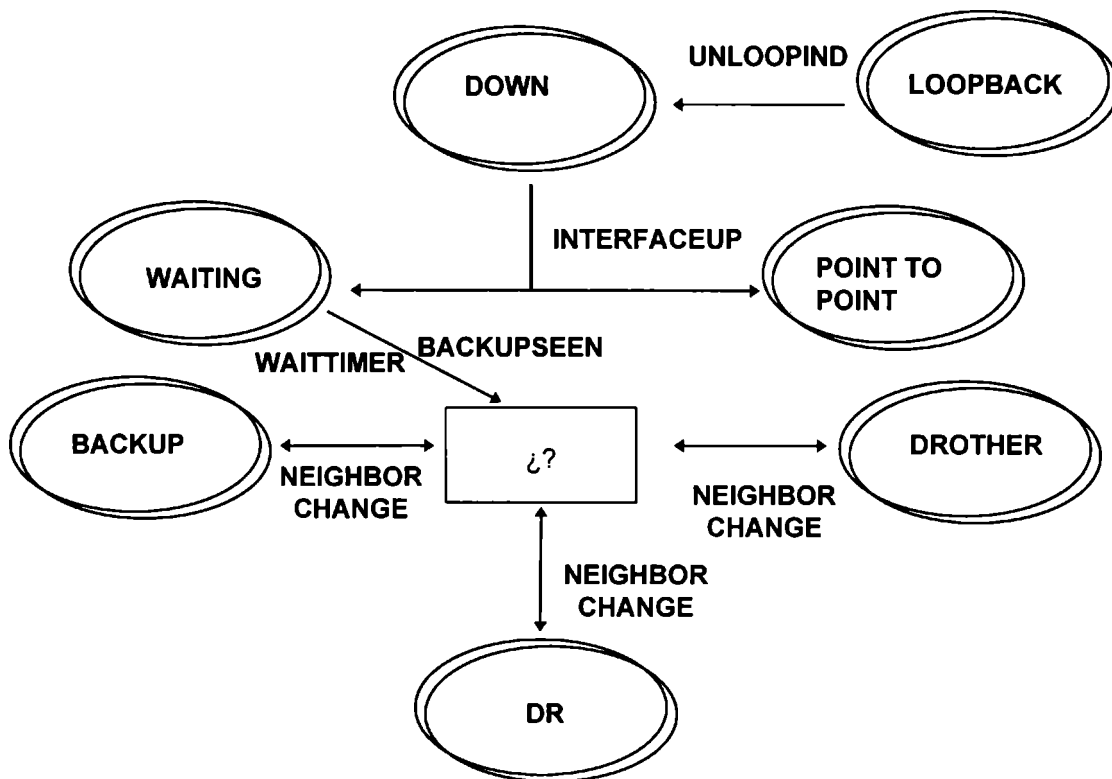 UNLOOPIND
DOWN
LOOPBACK
INTERFACEUP
WAITING
POINT TO
POINT
BACKUPSEEN
WAITTIMER
BACKUP
¿?
DROTHER
NEIGHBOR
CHANGE
NEIGHBOR
CHANGE
NEIGHBOR
CHANGE
DR